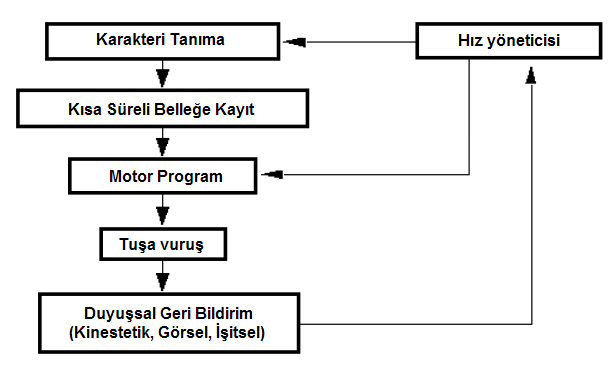 Karakteri Tanıma
Hız yöneticisi
Kısa Süreli Belleğe Kayıt
Motor Program
Tuşa vuruş
Duyuşsal Geri Bildirim
(Kinestetik, Görsel, İşitsel)